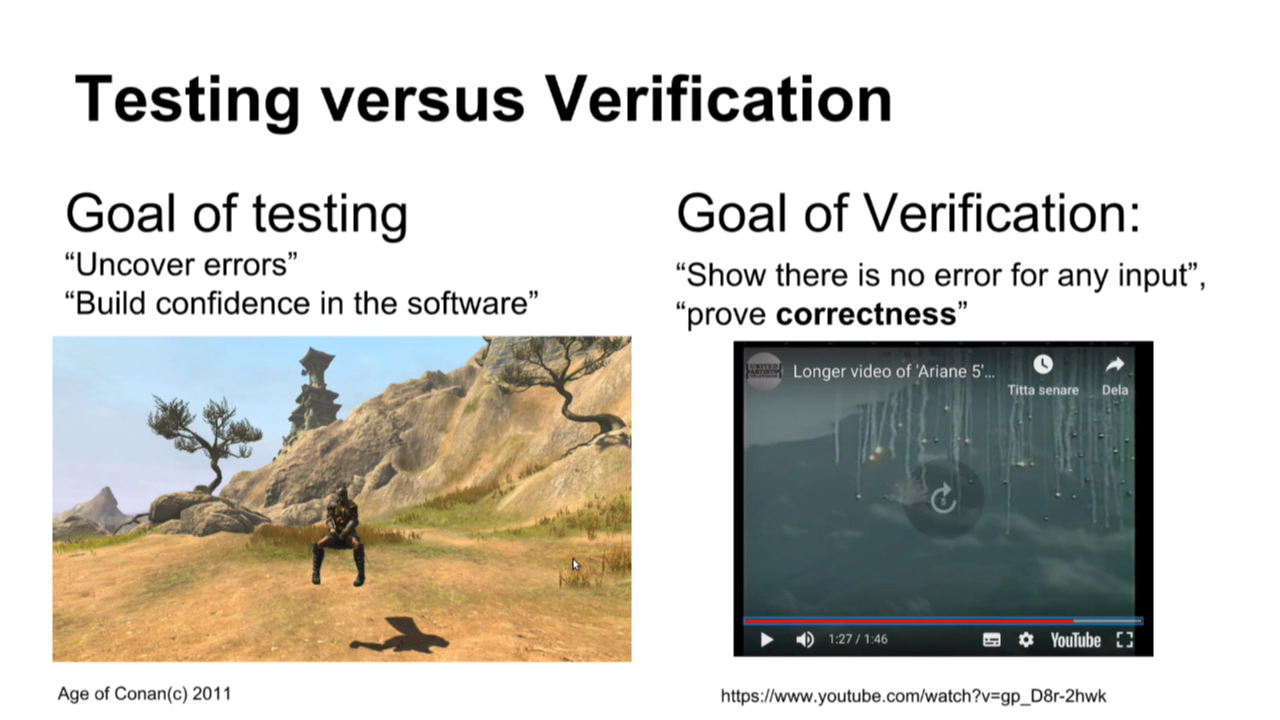 Testing versus Verification
Goal of testing
“Uncover errors”
“Build confidence in the software”
Goal of Verification:
“Show there is no error for any input”,
“prove correctness”
UNITED
Longer video of 'Ariane 5'...
Titta senare
Dela
1:27 / 1:46
YouTube
Age of Conan(c) 2011
https://www.youtube.com/watch?v=gp_D8r-2hwk